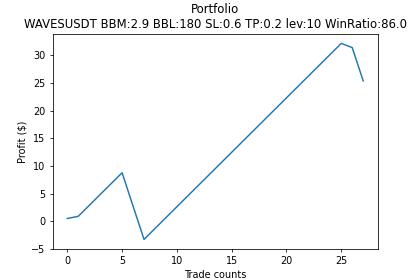 Portfolio
WAVESUSDT BBM:2.9 BBL:180 SL:0.6 TP:0.2 lev:10 WinRatio:86.0
Profit ($)
30
25
20
15
10
5
0
−5
0 5 10 15 20 25
Trade counts